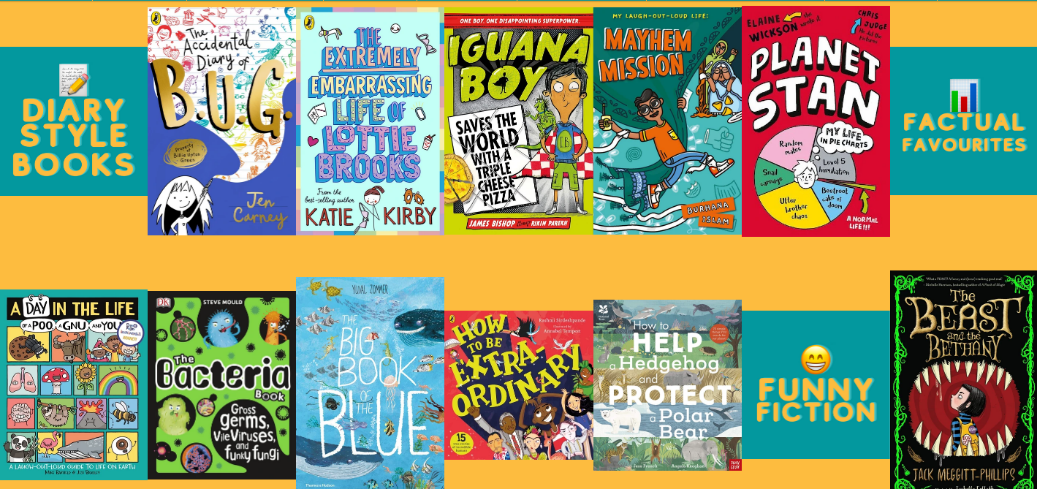 DIARY
STYLE
BOOKS
The
Accidental
Diary of
B.U.G.
Jen
Carney
THE
EXTREMELY
EMBARRASSING
LIFE OF
LOTTIE
BROOKS
From the
best-selling author
KATIE KIRBY
ONE BOY. ONE DISAPPOINTING SUPERPOWER.
IGUANA
BOY
SAVES THE
WORLD
WITH A
TRIPLE
CHEESE
PIZZA
JAMES BISHOP RIKIN PAREKH
MY LAUGH-OUT-LOUD LIFE:
MAYHEM
MISSION
BURHANA
ISLAM
ELAINE
WICKSON
CHRIS
JUDGE
PLANET
STAN
MY LIFE
IN PIE CHARTS
Random
Level 5
Snail
Beetroot
Utter
brother
chaos
A NORMAL
LIFE!!!
FACTUAL
FAVOURITES
A DAY IN THE LIFE
OF A POO, A GNU AND YOU
A LAUGH-OUT-LOUD GUIDE TO LIFE ON EARTH
DK
STEVE MOULD
The
Bacteria
Book
Gross
germs,
Vile Viruses,
and
funky fungi
YUVAL ZOMMER
THE
BIG
BOOK
OF THE
BLUE
HOW
TO BE
EXTRA-
ORDINARY
15
How to
HELP
a Hedgehog
and
PROTECT
a Polar
Bear
FUNNY
FICTION
The
BEAST
and the
BETHANY
JACK MEGGITT-PHILLIPS